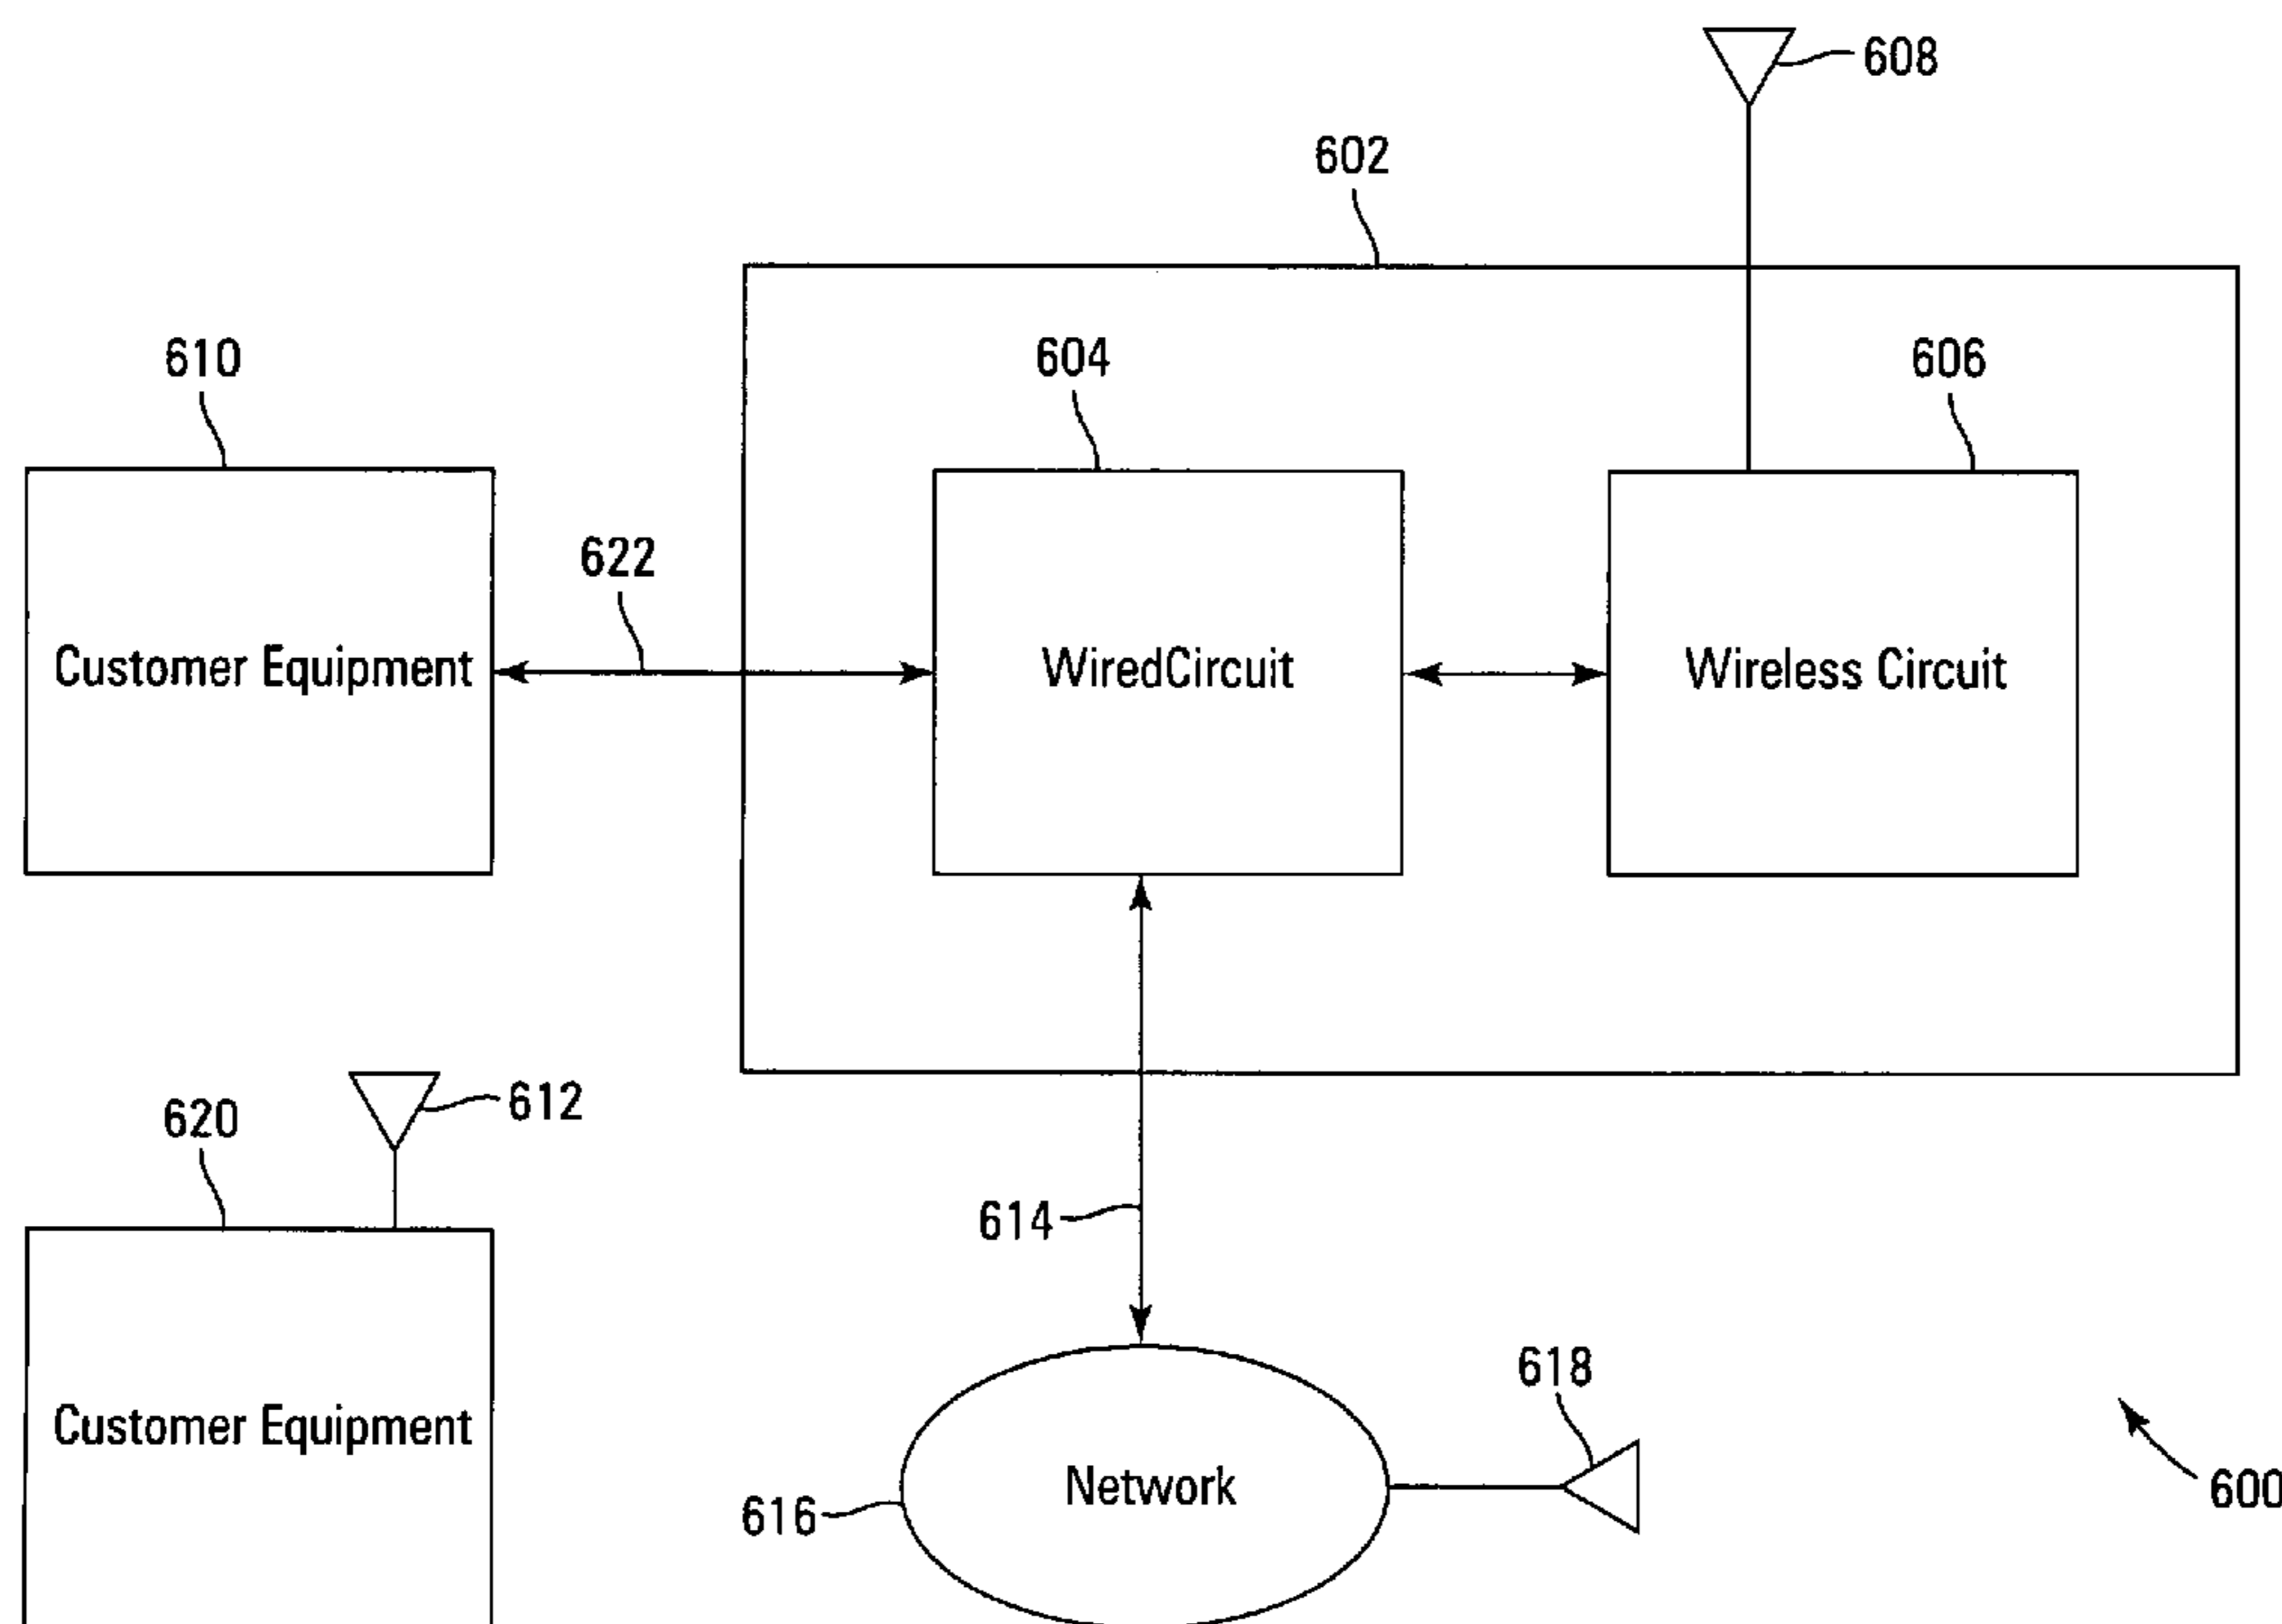 608
602
610
604
606
622
Customer Equipment
WiredCircuit
Wireless Circuit
612
620
614
618
Customer Equipment
Network
616
600